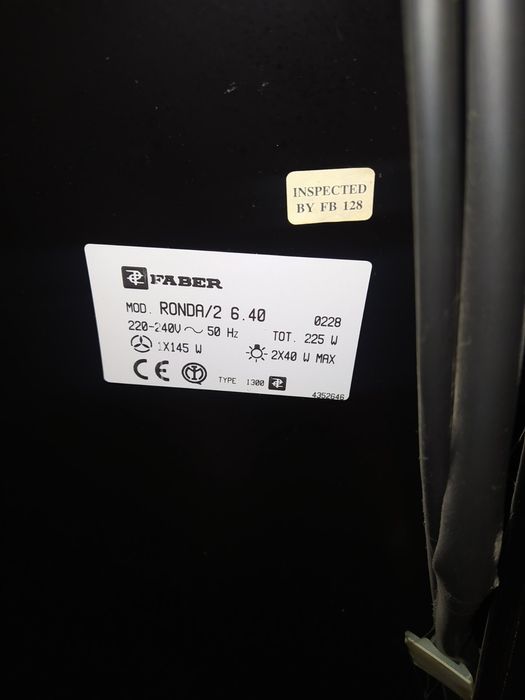 INSPECTED
BY FB 128
FABER
MOD. RONDA/2 6.40 0228
220-240V ~ 50 Hz TOT. 225 W
1X145 W 2X40 W MAX
CE TYPE 1300
4352646